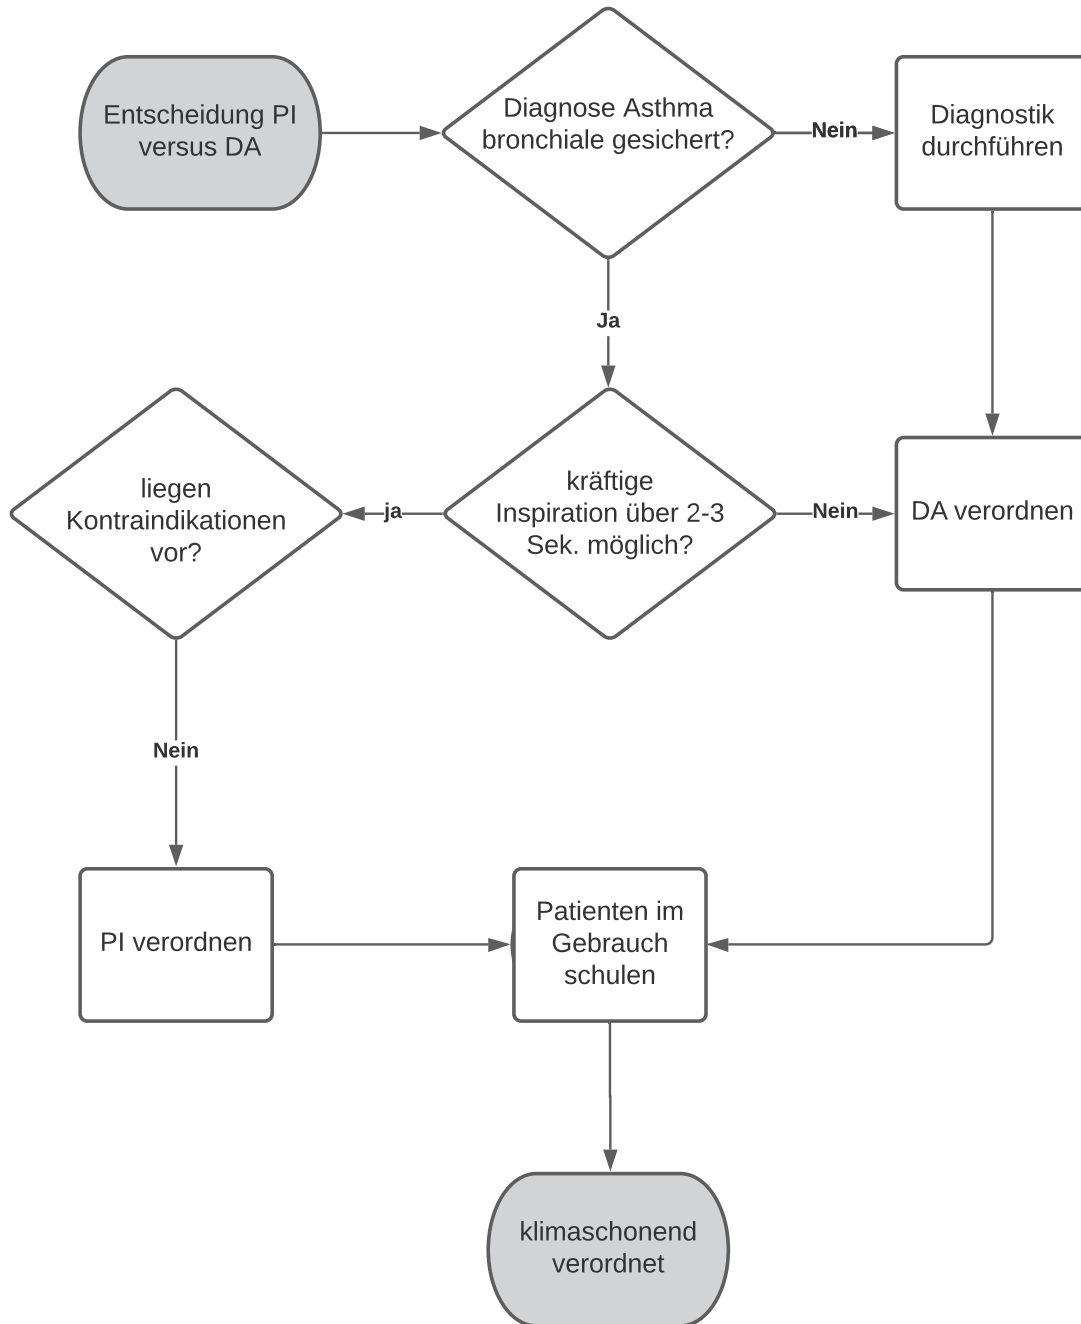 Entscheidung PI
versus DA
Diagnose Asthma
bronchiale gesichert?
Nein
Diagnostik
durchführen
Ja
liegen
Kontraindikationen
vor?
ja
kräftige
Inspiration über 2-3
Sek. möglich?
Nein
DA verordnen
Nein
PI verordnen
Patienten im
Gebrauch
schulen
klimaschonend
verordnet